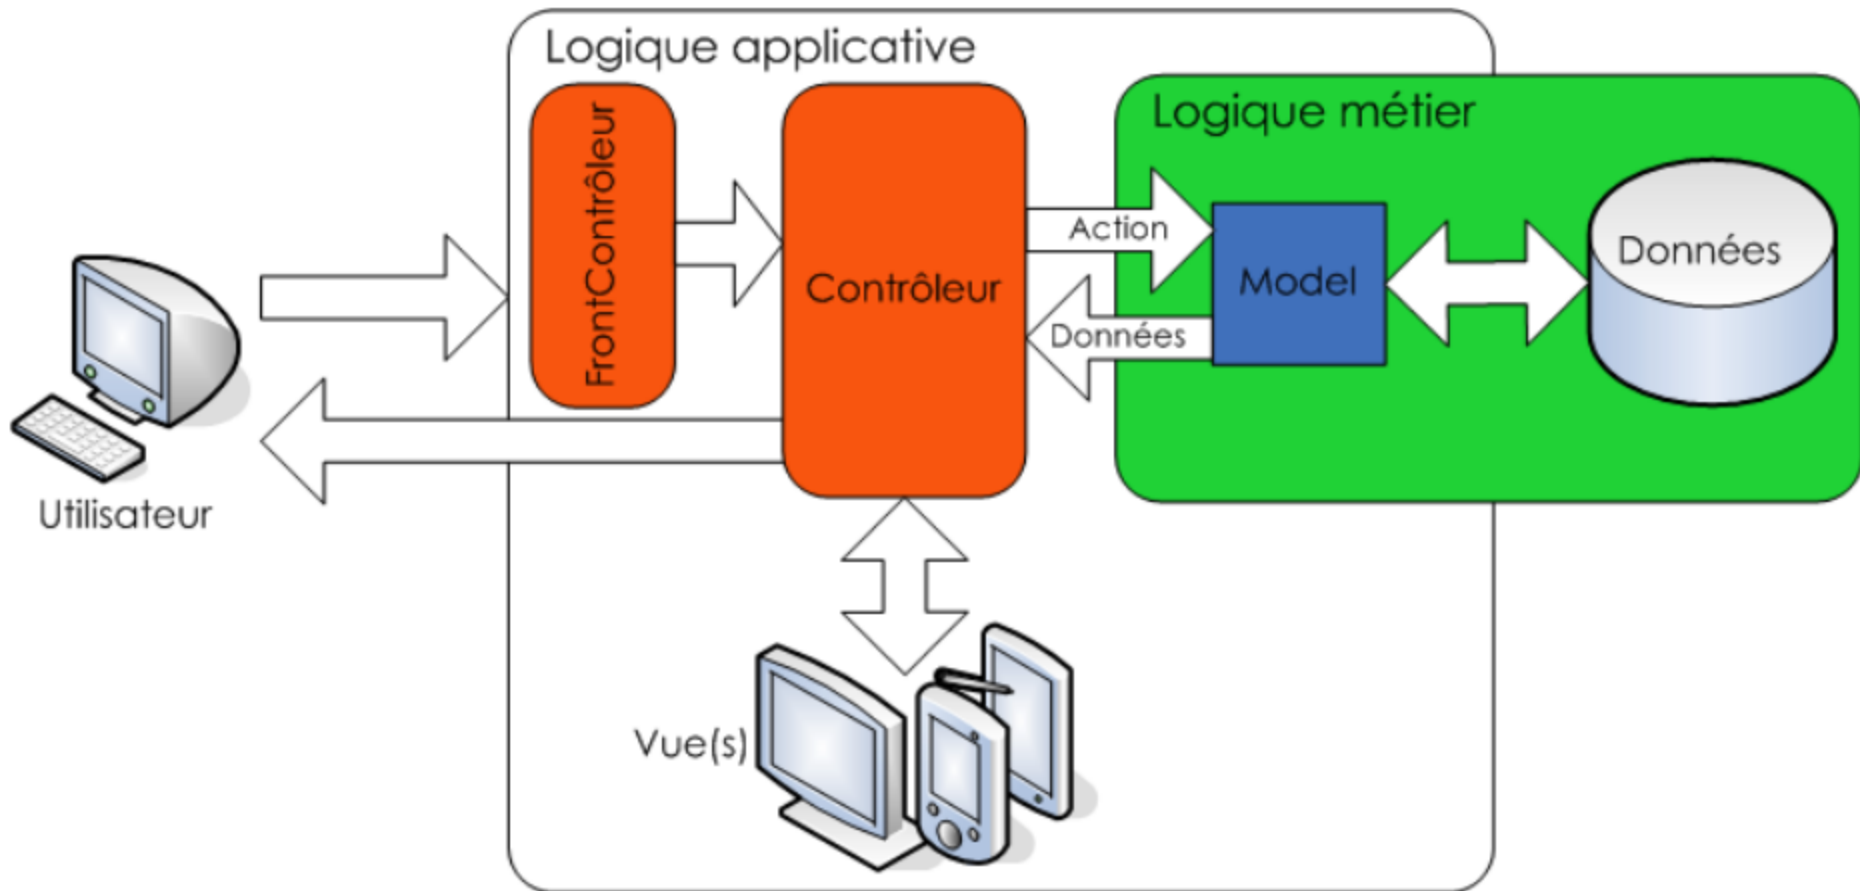 Logique applicative
Logique métier
FrontContrôleur
Contrôleur
Action
Model
Données
Données
Utilisateur
Vue(s)